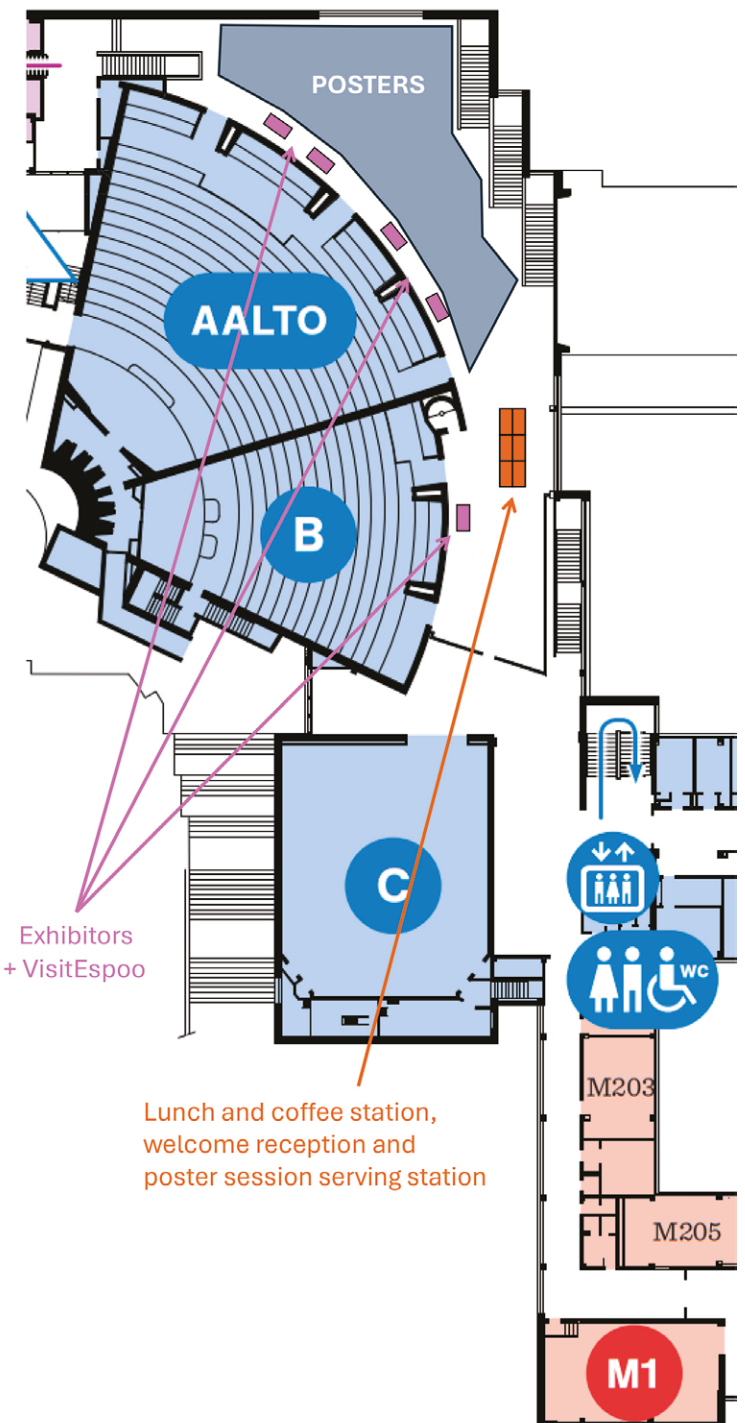 POSTERS
AALTO
B
C
Exhibitors
+ VisitEspoo
WC
M203
Lunch and coffee station,
welcome reception and
poster session serving station
M205
M1